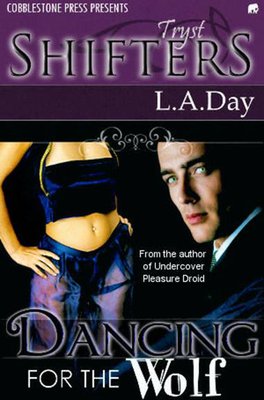 COBBLESTONE PRESS PRESENTS
Tryst
SHIFTERS
L.A.Day
From the author
of Undercover
Pleasure Droid
DANCING
FOR THE Wolf